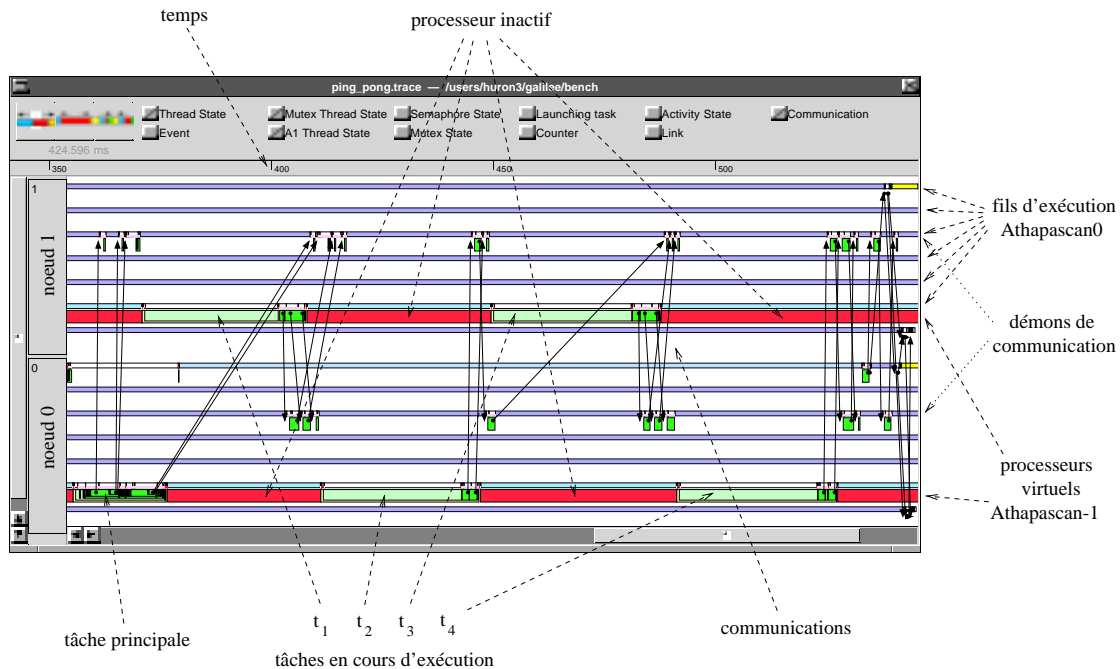 temps
processeur inactif
ping_pong.trace — /users/huron3/galilee/bench
Thread State
Mutex Thread State
Semaphore State
Launching task
Activity State
Communication
Event
A1 Thread State
Mutex State
Counter
Link
424.596 ms
350
400
450
500
1
noeud 1
0
noeud 0
fils d'exécution
Athapascan0
démons de
communication
processeurs
virtuels
Athapascan-1
tâche principale
t1
t2
t3
t4
tâches en cours d'exécution
communications